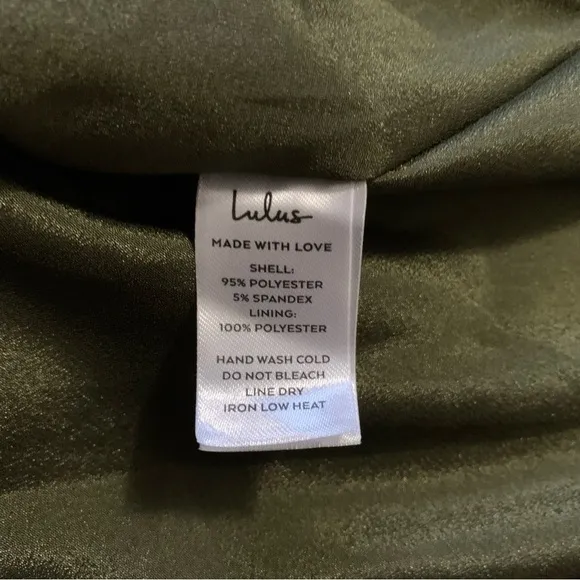 Lulus
MADE WITH LOVE
SHELL:
95% POLYESTER
5% SPANDEX
LINING:
100% POLYESTER
HAND WASH COLD
DO NOT BLEACH
LINE DRY
IRON LOW HEAT